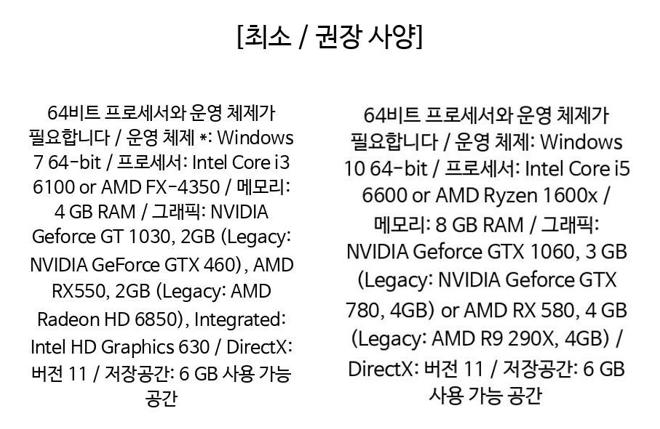 [최소 / 권장 사양]
64비트 프로세서와 운영 체제가
필요합니다 / 운영 체제 *: Windows
7 64-bit / 프로세서: Intel Core i3
6100 or AMD FX-4350 / 메모리:
4 GB RAM / 그래픽: NVIDIA
Geforce GT 1030, 2GB (Legacy:
NVIDIA GeForce GTX 460), AMD
RX550, 2GB (Legacy: AMD
Radeon HD 6850), Integrated:
Intel HD Graphics 630 / DirectX:
버전 11 / 저장공간: 6 GB 사용 가능
공간
64비트 프로세서와 운영 체제가
필요합니다 / 운영 체제: Windows
10 64-bit / 프로세서: Intel Core i5
6600 or AMD Ryzen 1600x /
메모리: 8 GB RAM / 그래픽:
NVIDIA Geforce GTX 1060, 3 GB
(Legacy: NVIDIA Geforce GTX
780, 4GB) or AMD RX 580, 4 GB
(Legacy: AMD R9 290X, 4GB) /
DirectX: 버전 11 / 저장공간: 6 GB
사용 가능 공간